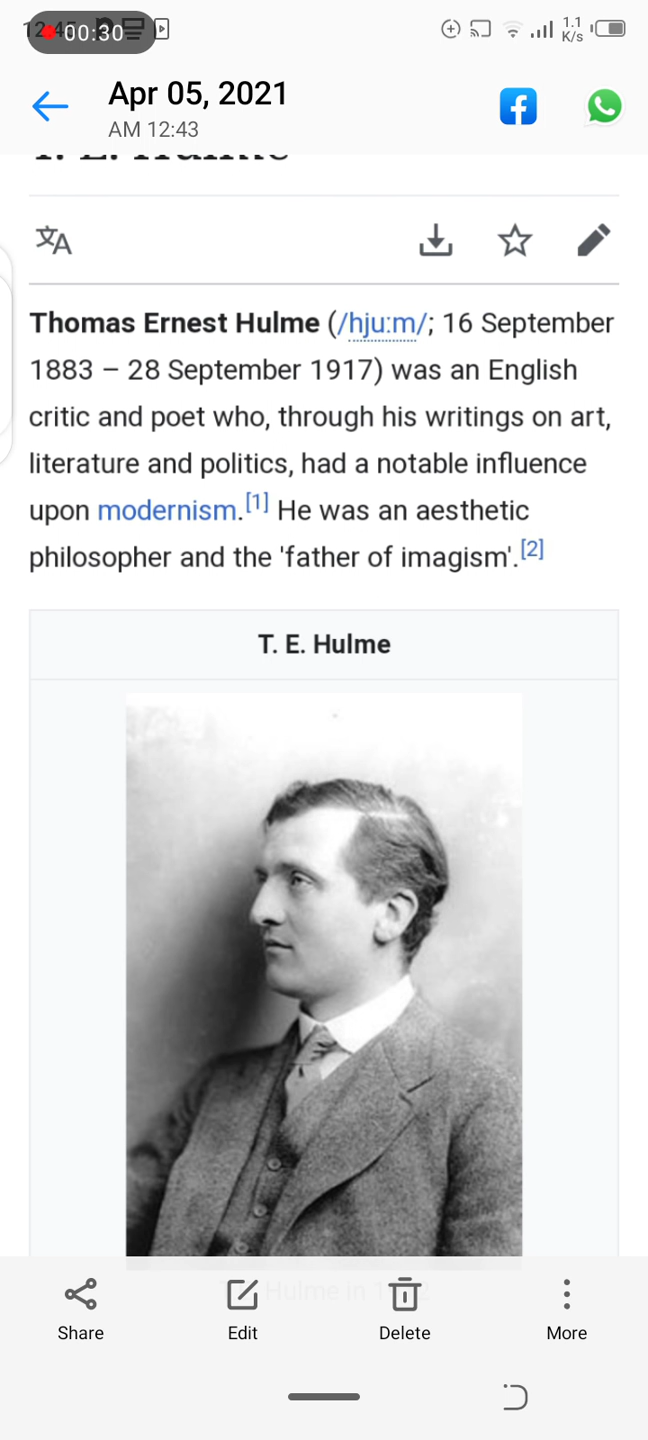 00:30
1.1
K/s
Apr 05, 2021
AM 12:43
T. E. Hulme
Thomas Ernest Hulme (/hjuːm/; 16 September
1883 – 28 September 1917) was an English
critic and poet who, through his writings on art,
literature and politics, had a notable influence
upon modernism.[1] He was an aesthetic
philosopher and the 'father of imagism'.[2]
T. E. Hulme
Hulme in
Share
Edit
Delete
More